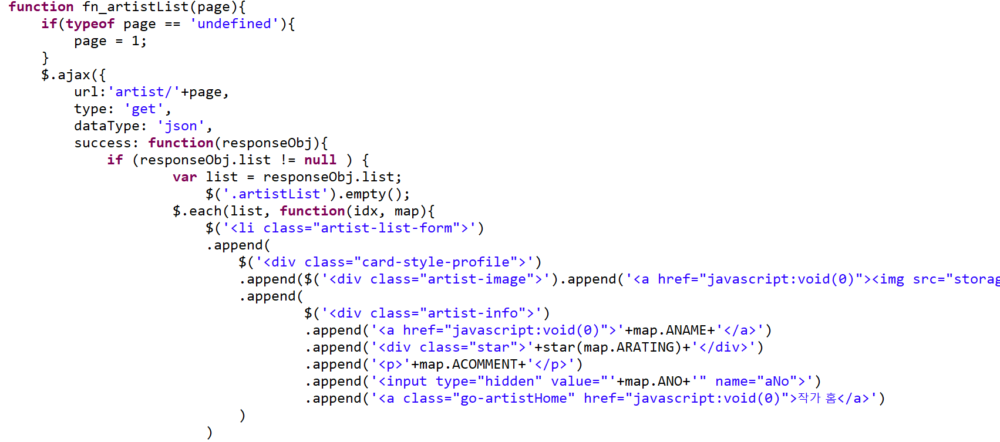 function fn_artistList(page){
if(typeof page == 'undefined'){
page = 1;
}
$.ajax({
url:'artist/'+page,
type: 'get',
dataType: 'json',
success: function(responseObj){
if (responseObj.list != null ) {
var list = responseObj.list;
$('.artistList').empty();
$.each(list, function(idx, map){
$('<li class="artist-list-form">')
.append(
$('<div class="card-style-profile">')
.append($('<div class="artist-image">').append('<a href="javascript:void(0)"><img src="storag
.append(
$('<div class="artist-info">')
.append('<a href="javascript:void(0)">'+map.ANAME+'</a>')
.append('<div class="star">'+star(map.ARATING)+'</div>')
.append('<p>'+map.ACOMMENT+'</p>')
.append('<input type="hidden" value="'+map.ANO+'" name="aNo">')
.append('<a class="go-artistHome" href="javascript:void(0)">작가 홈</a>')
)
)